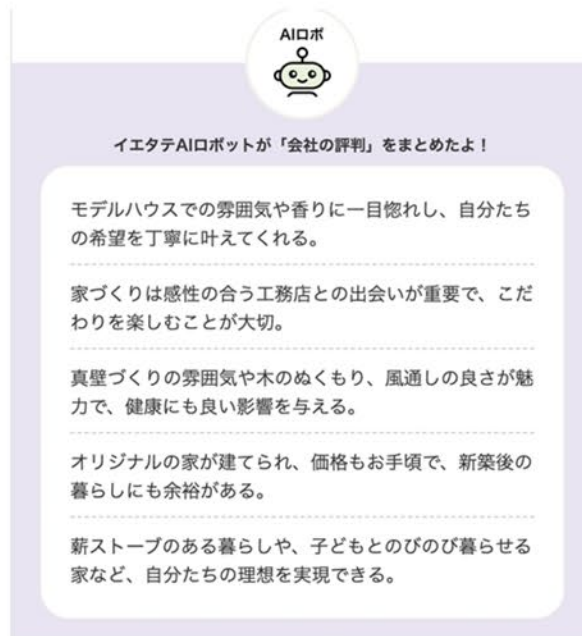 AIロボ
イエタテAIロボットが「会社の評判」をまとめたよ！
モデルハウスでの雰囲気や香りに一目惚れし、自分たち
の希望を丁寧に叶えてくれる。
家づくりは感性の合う工務店との出会いが重要で、こだ
わりを楽しむことが大切。
真壁づくりの雰囲気や木のぬくもり、風通しの良さが魅
力で、健康にも良い影響を与える。
オリジナルの家が建てられ、価格もお手頃で、新築後の
暮らしにも余裕がある。
薪ストーブのある暮らしや、子どもとのびのび暮らせる
家など、自分たちの理想を実現できる。